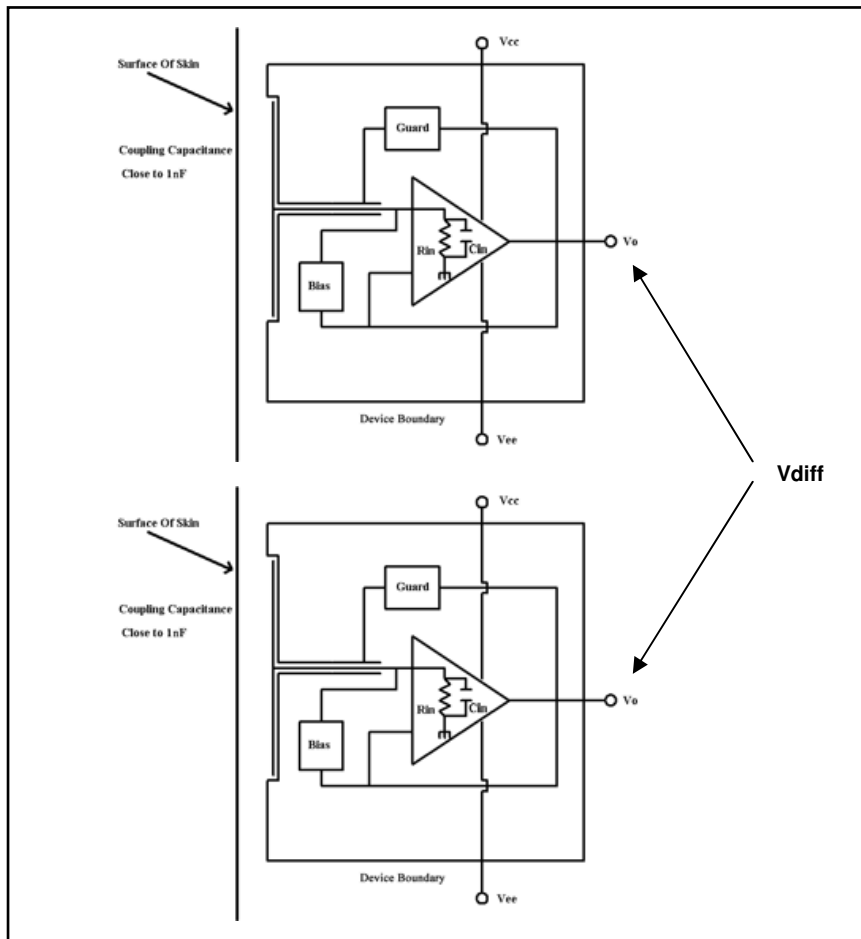 Vcc
Surface Of Skin
Guard
Coupling Capacitance
Close to 1nF
Rin
Cin
Vo
Bias
Device Boundary
Vee
Vdiff
Vcc
Surface Of Skin
Guard
Coupling Capacitance
Close to 1nF
Rin
Cin
Vo
Bias
Device Boundary
Vee